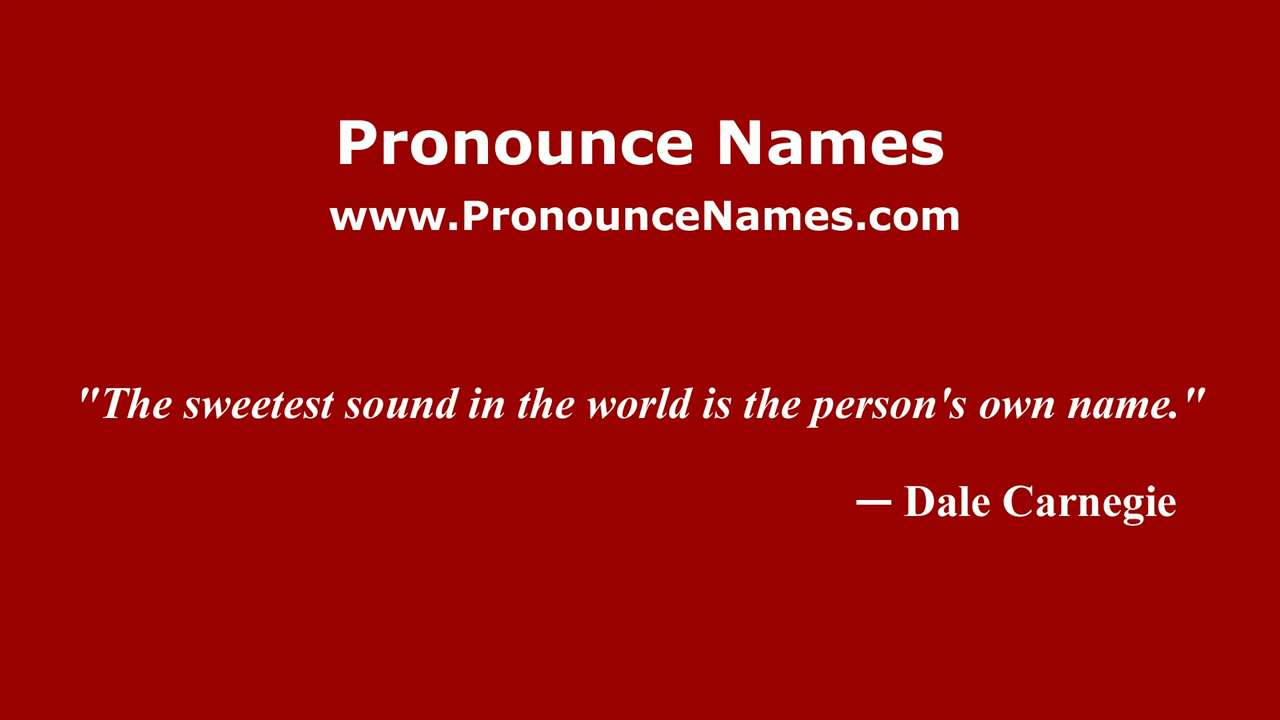 Pronounce Names
www.PronounceNames.com
"The sweetest sound in the world is the person's own name."
— Dale Carnegie